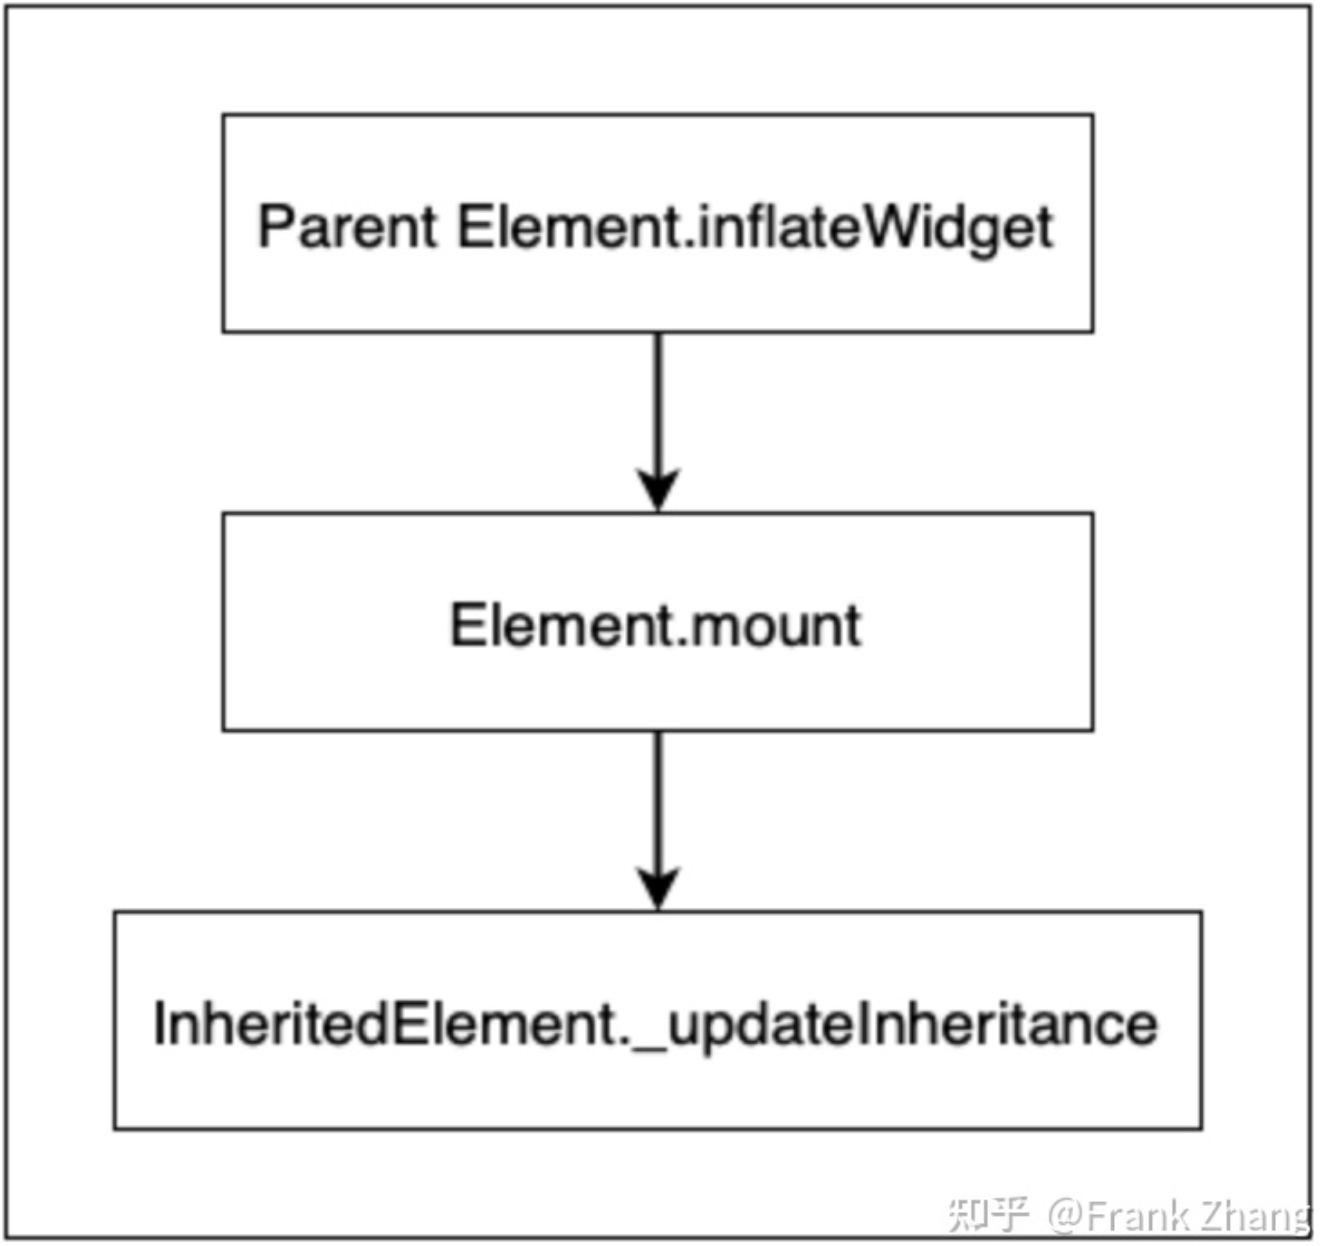 Parent Element.inflateWidget
Element.mount
InheritedElement._updateInheritance
知乎 @Frank Zhang